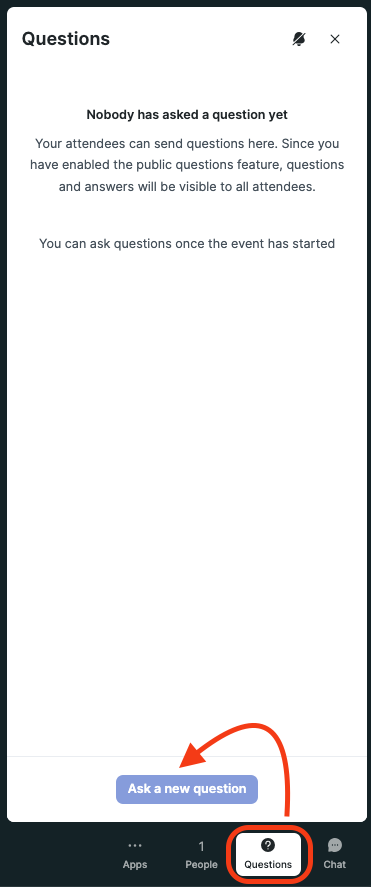 Questions
Nobody has asked a question yet
Your attendees can send questions here. Since you
have enabled the public questions feature, questions
and answers will be visible to all attendees.
You can ask questions once the event has started
Ask a new question
1
Apps
People
Questions
Chat